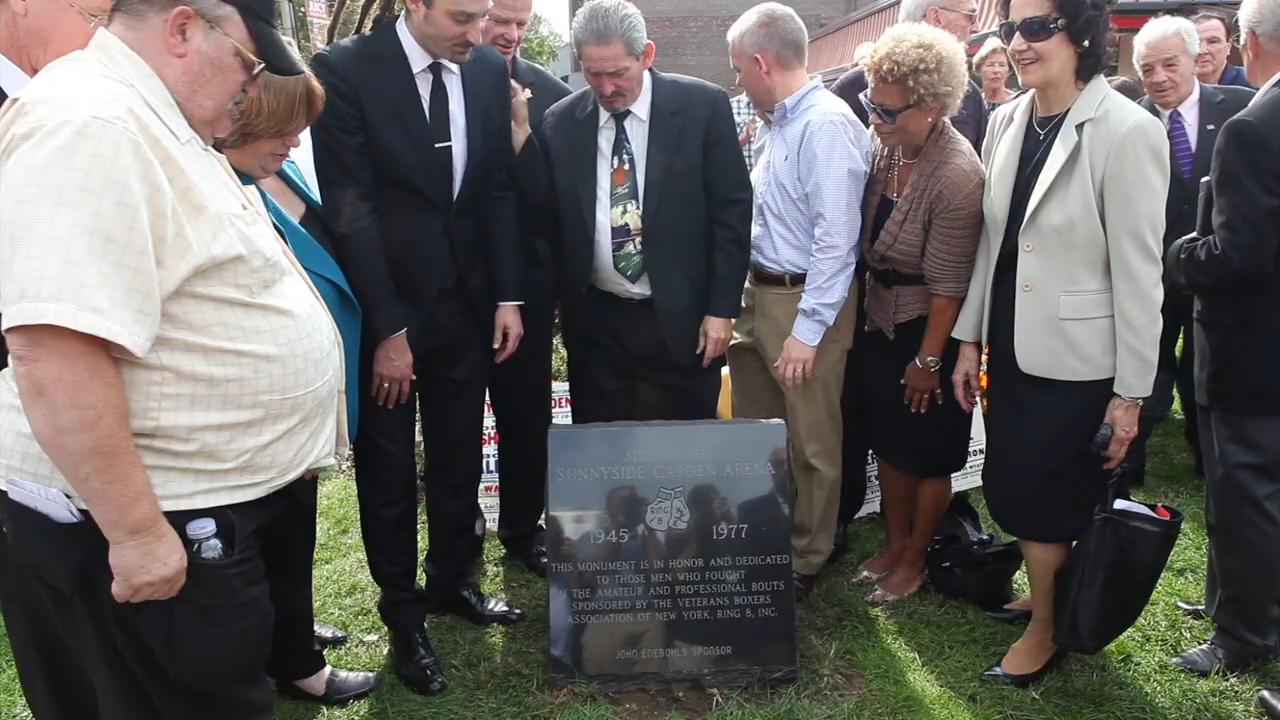 SUNNYSIDE GARDEN ARENA
RING
8
1945 1977
THIS MONUMENT IS IN HONOR AND DEDICATED
TO THOSE MEN WHO FOUGHT
IN THE AMATEUR AND PROFESSIONAL BOUTS
SPONSORED BY THE VETERANS BOXERS
ASSOCIATION OF NEW YORK, RING 8, INC.
JOHN EDEBOHLS SPONSOR